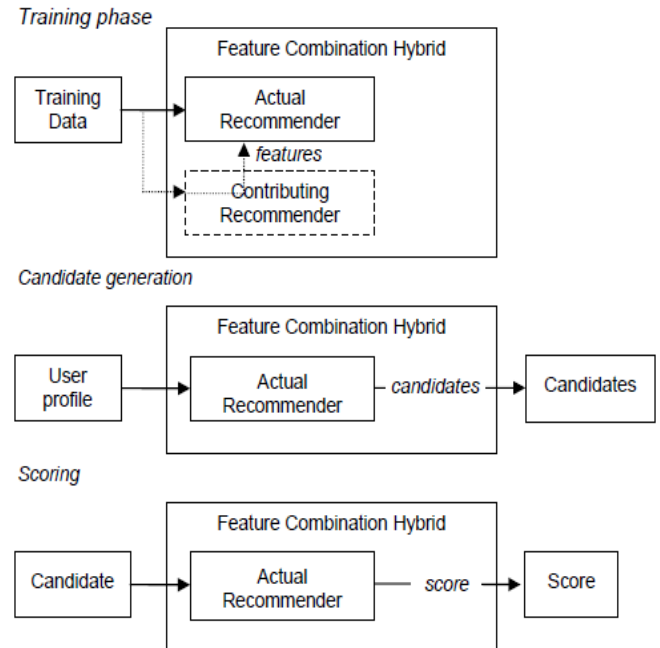 Training phase
Feature Combination Hybrid
Training
Data
Actual
Recommender
features
Contributing
Recommender
Candidate generation
Feature Combination Hybrid
User
profile
Actual
Recommender
candidates
Candidates
Scoring
Feature Combination Hybrid
Candidate
Actual
Recommender
score
Score